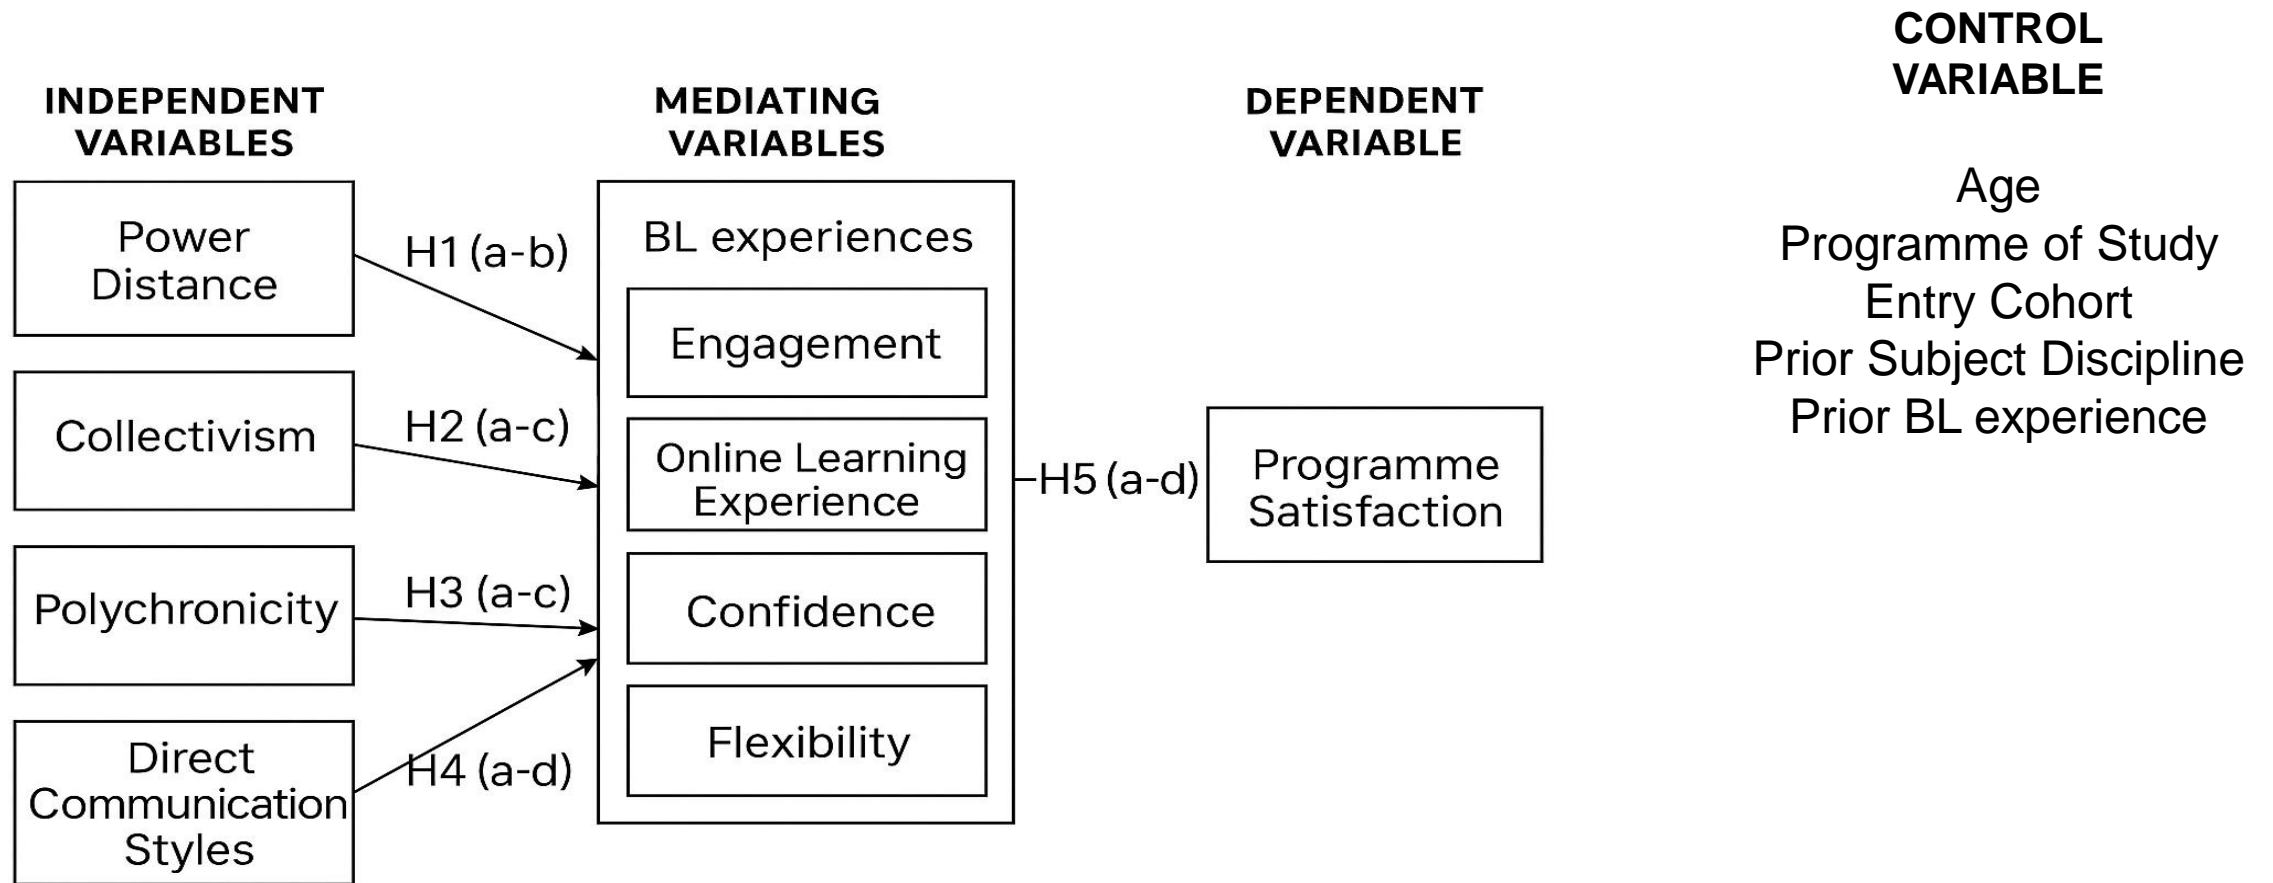 INDEPENDENT
VARIABLES
Power
Distance
Collectivism
Polychronicity
Direct
Communication
Styles
H1 (a-b)
H2 (a-c)
H3 (a-c)
H4 (a-d)
MEDIATING
VARIABLES
BL experiences
Engagement
Online Learning
Experience
Confidence
Flexibility
H5 (a-d)
DEPENDENT
VARIABLE
Programme
Satisfaction
CONTROL
VARIABLE
Age
Programme of Study
Entry Cohort
Prior Subject Discipline
Prior BL experience